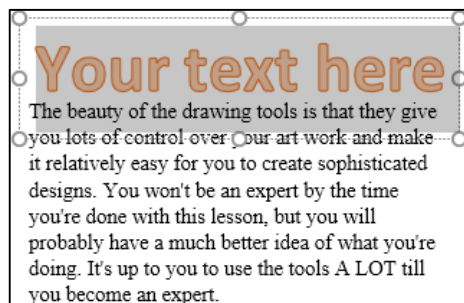 Your text here
The beauty of the drawing tools is that they give
you lots of control over your art work and make
it relatively easy for you to create sophisticated
designs. You won't be an expert by the time
you're done with this lesson, but you will
probably have a much better idea of what you're
doing. It's up to you to use the tools A LOT till
you become an expert.